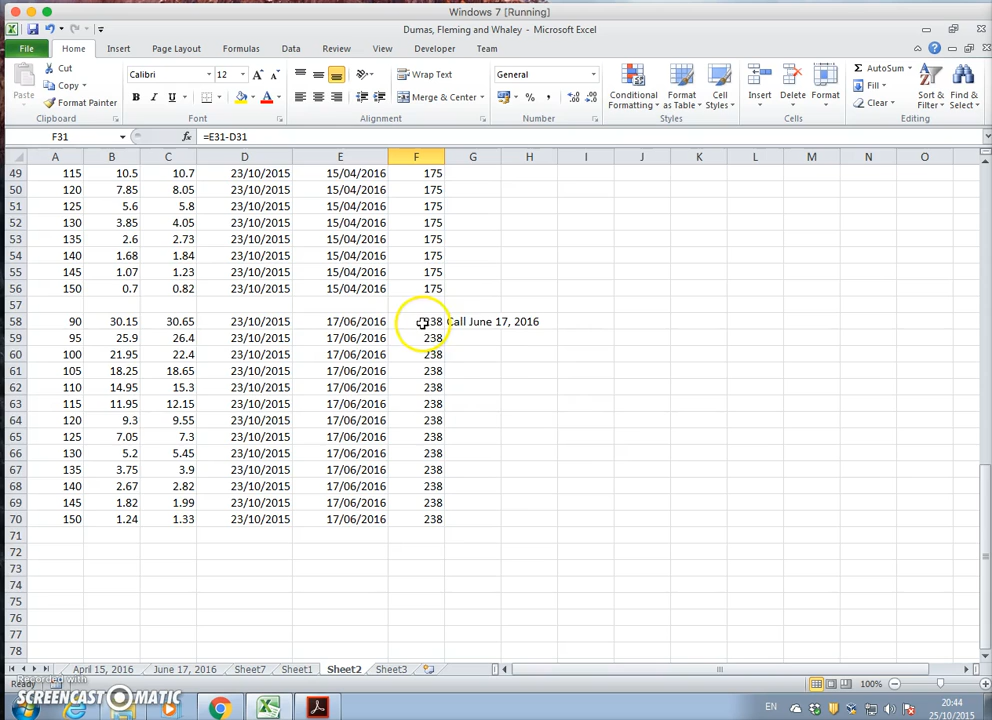 Windows 7 [Running]
Dumas, Fleming and Whaley - Microsoft Excel
File Home Insert Page Layout Formulas Data Review View Developer Team
Cut
Copy
Format Painter
Paste
Clipboard
Calibri 12
B I U
Font
Wrap Text
Merge & Center
Alignment
General
% , .0 .00
Number
Conditional Formatting
Format as Table
Cell Styles
Styles
Insert Delete Format
Cells
Σ AutoSum
Fill
Clear
Sort & Filter
Find & Select
Editing
F31 fx =E31-D31
A B C D E F G H I J K L M N O
49 115 10.5 10.7 23/10/2015 15/04/2016 175
50 120 7.85 8.05 23/10/2015 15/04/2016 175
51 125 5.6 5.8 23/10/2015 15/04/2016 175
52 130 3.85 4.05 23/10/2015 15/04/2016 175
53 135 2.6 2.73 23/10/2015 15/04/2016 175
54 140 1.68 1.84 23/10/2015 15/04/2016 175
55 145 1.07 1.23 23/10/2015 15/04/2016 175
56 150 0.7 0.82 23/10/2015 15/04/2016 175
57
58 90 30.15 30.65 23/10/2015 17/06/2016 238 Call June 17, 2016
59 95 25.9 26.4 23/10/2015 17/06/2016 238
60 100 21.95 22.4 23/10/2015 17/06/2016 238
61 105 18.25 18.65 23/10/2015 17/06/2016 238
62 110 14.95 15.3 23/10/2015 17/06/2016 238
63 115 11.95 12.15 23/10/2015 17/06/2016 238
64 120 9.3 9.55 23/10/2015 17/06/2016 238
65 125 7.05 7.3 23/10/2015 17/06/2016 238
66 130 5.2 5.45 23/10/2015 17/06/2016 238
67 135 3.75 3.9 23/10/2015 17/06/2016 238
68 140 2.67 2.82 23/10/2015 17/06/2016 238
69 145 1.82 1.99 23/10/2015 17/06/2016 238
70 150 1.24 1.33 23/10/2015 17/06/2016 238
71
72
73
74
75
76
77
78
April 15, 2016 June 17, 2016 Sheet7 Sheet1 Sheet2 Sheet3
Ready 100%
Recorded with
SCREENCAST-O-MATIC
EN
20:44
25/10/2015